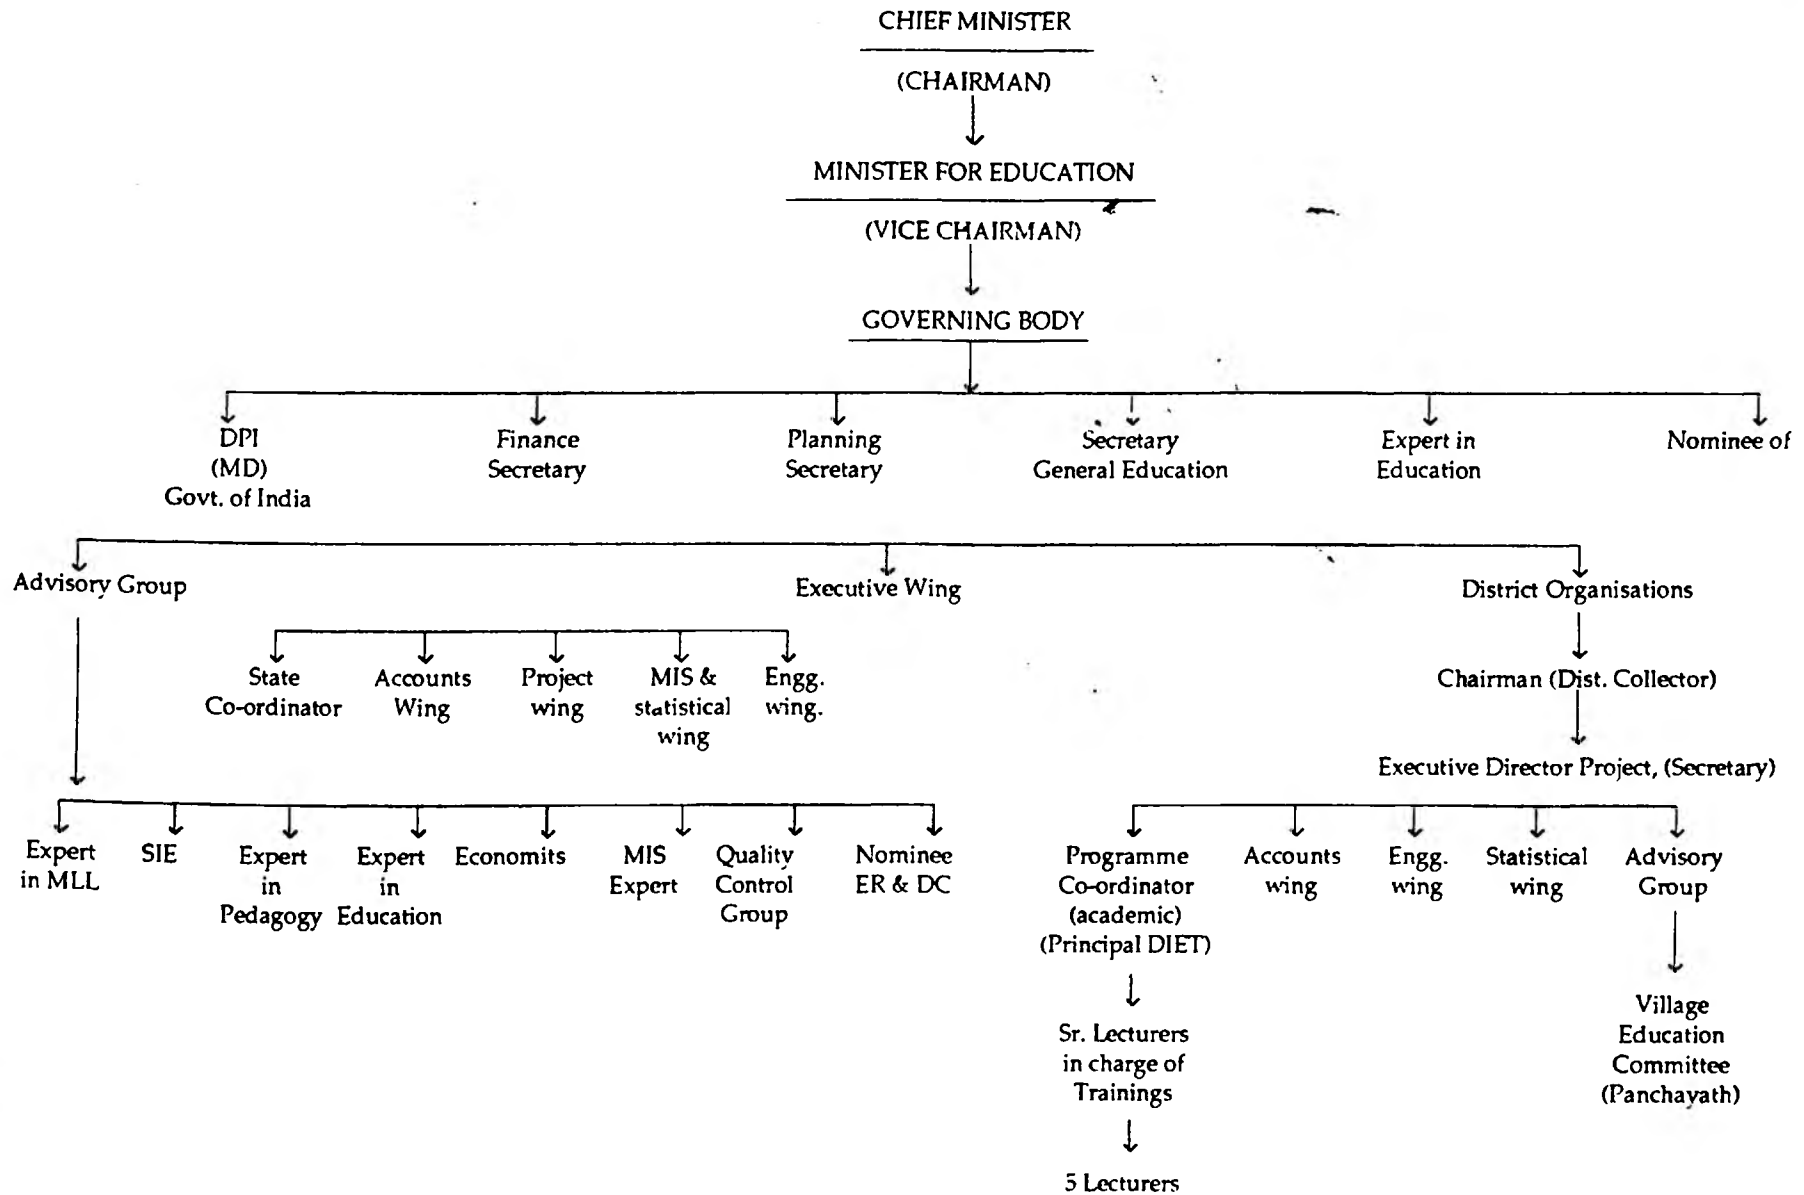 CHIEF MINISTER
(CHAIRMAN)
MINISTER FOR EDUCATION
(VICE CHAIRMAN)
GOVERNING BODY
DPI
(MD)
Govt. of India
Finance
Secretary
Planning
Secretary
Secretary
General Education
Expert in
Education
Nominee of
Advisory Group
Executive Wing
District Organisations
State
Co-ordinator
Accounts
Wing
Project
wing
MIS &
statistical
wing
Engg.
wing.
Chairman (Dist. Collector)
Executive Director Project, (Secretary)
Expert
in MLL
SIE
Expert
in
Pedagogy
Expert
in
Education
Economits
MIS
Expert
Quality
Control
Group
Nominee
ER & DC
Programme
Co-ordinator
(academic)
(Principal DIET)
Accounts
wing
Engg.
wing
Statistical
wing
Advisory
Group
Sr. Lecturers
in charge of
Trainings
5 Lecturers
Village
Education
Committee
(Panchayath)